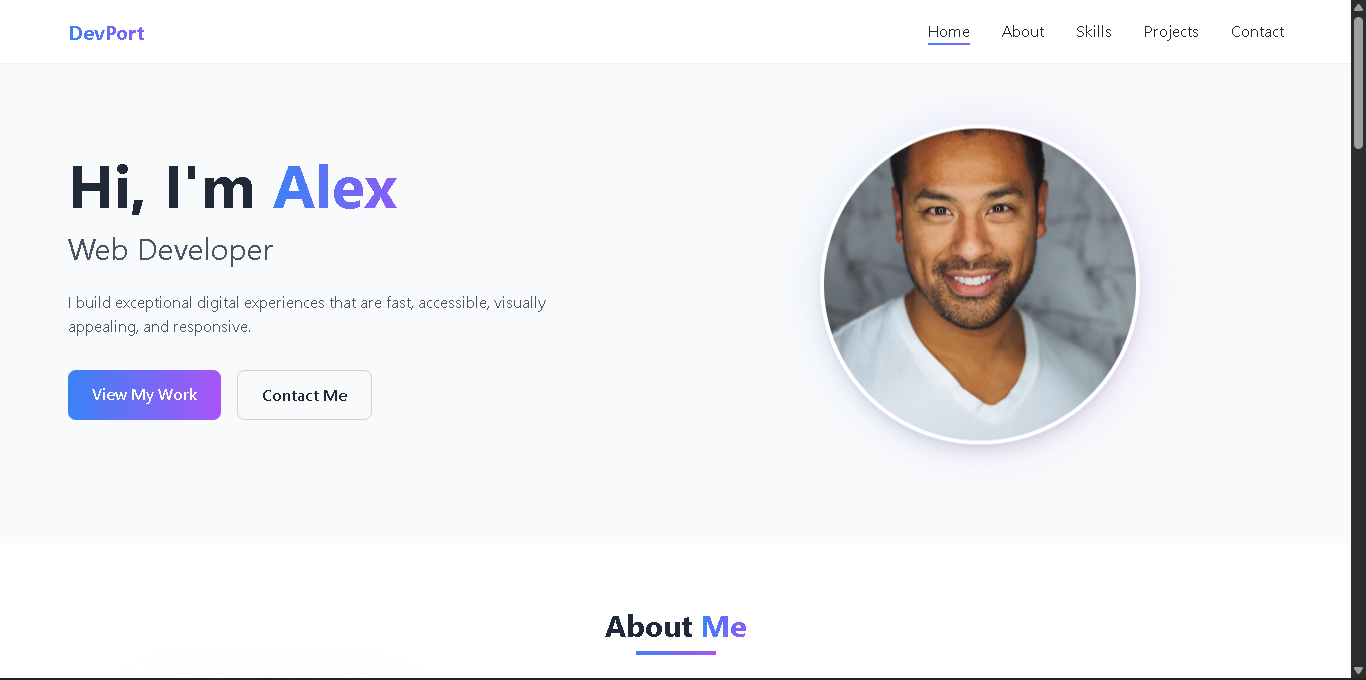 DevPort
Home About Skills Projects Contact
Hi, I'm Alex
Web Developer
I build exceptional digital experiences that are fast, accessible, visually
appealing, and responsive.
View My Work Contact Me
About Me